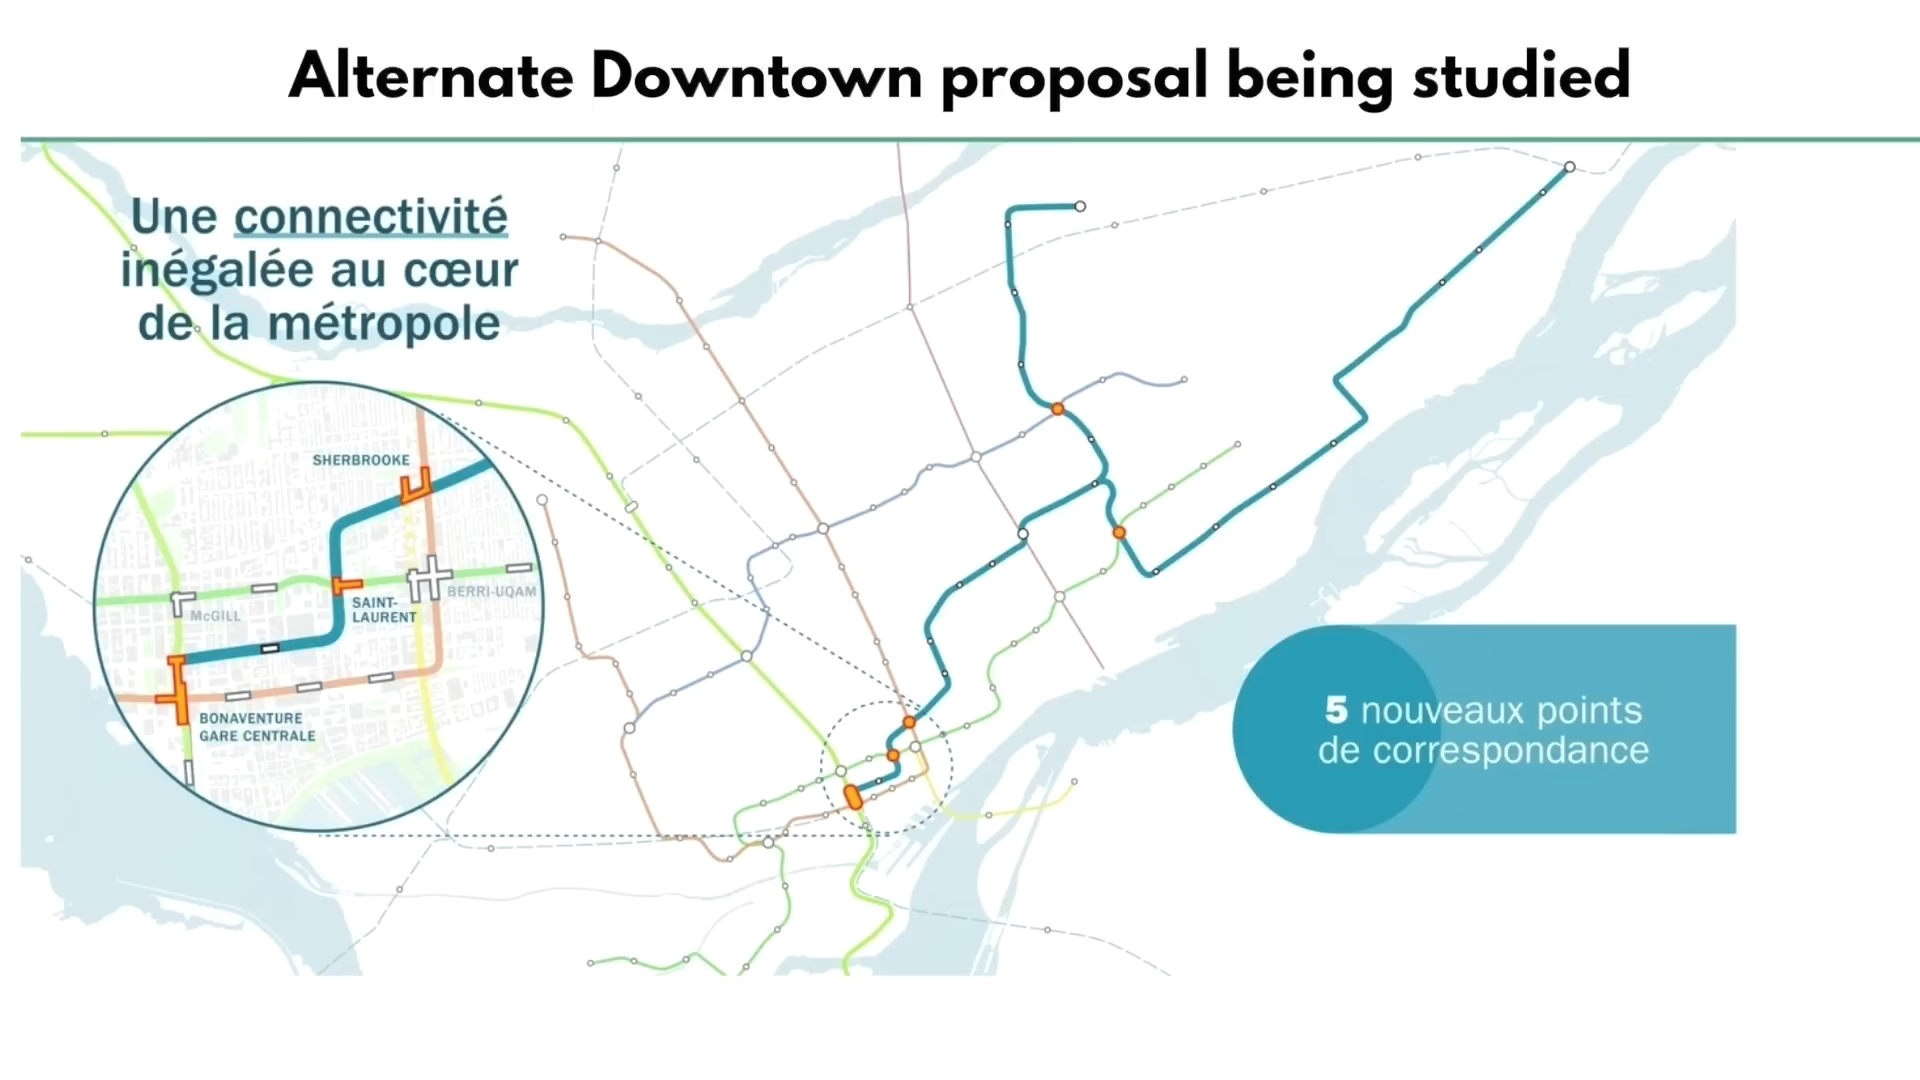 Alternate Downtown proposal being studied
Une connectivité
inégalée au cœur
de la métropole
SHERBROOKE
McGILL
SAINT-
LAURENT
BERRI-UQAM
BONAVENTURE
GARE CENTRALE
5 nouveaux points
de correspondance